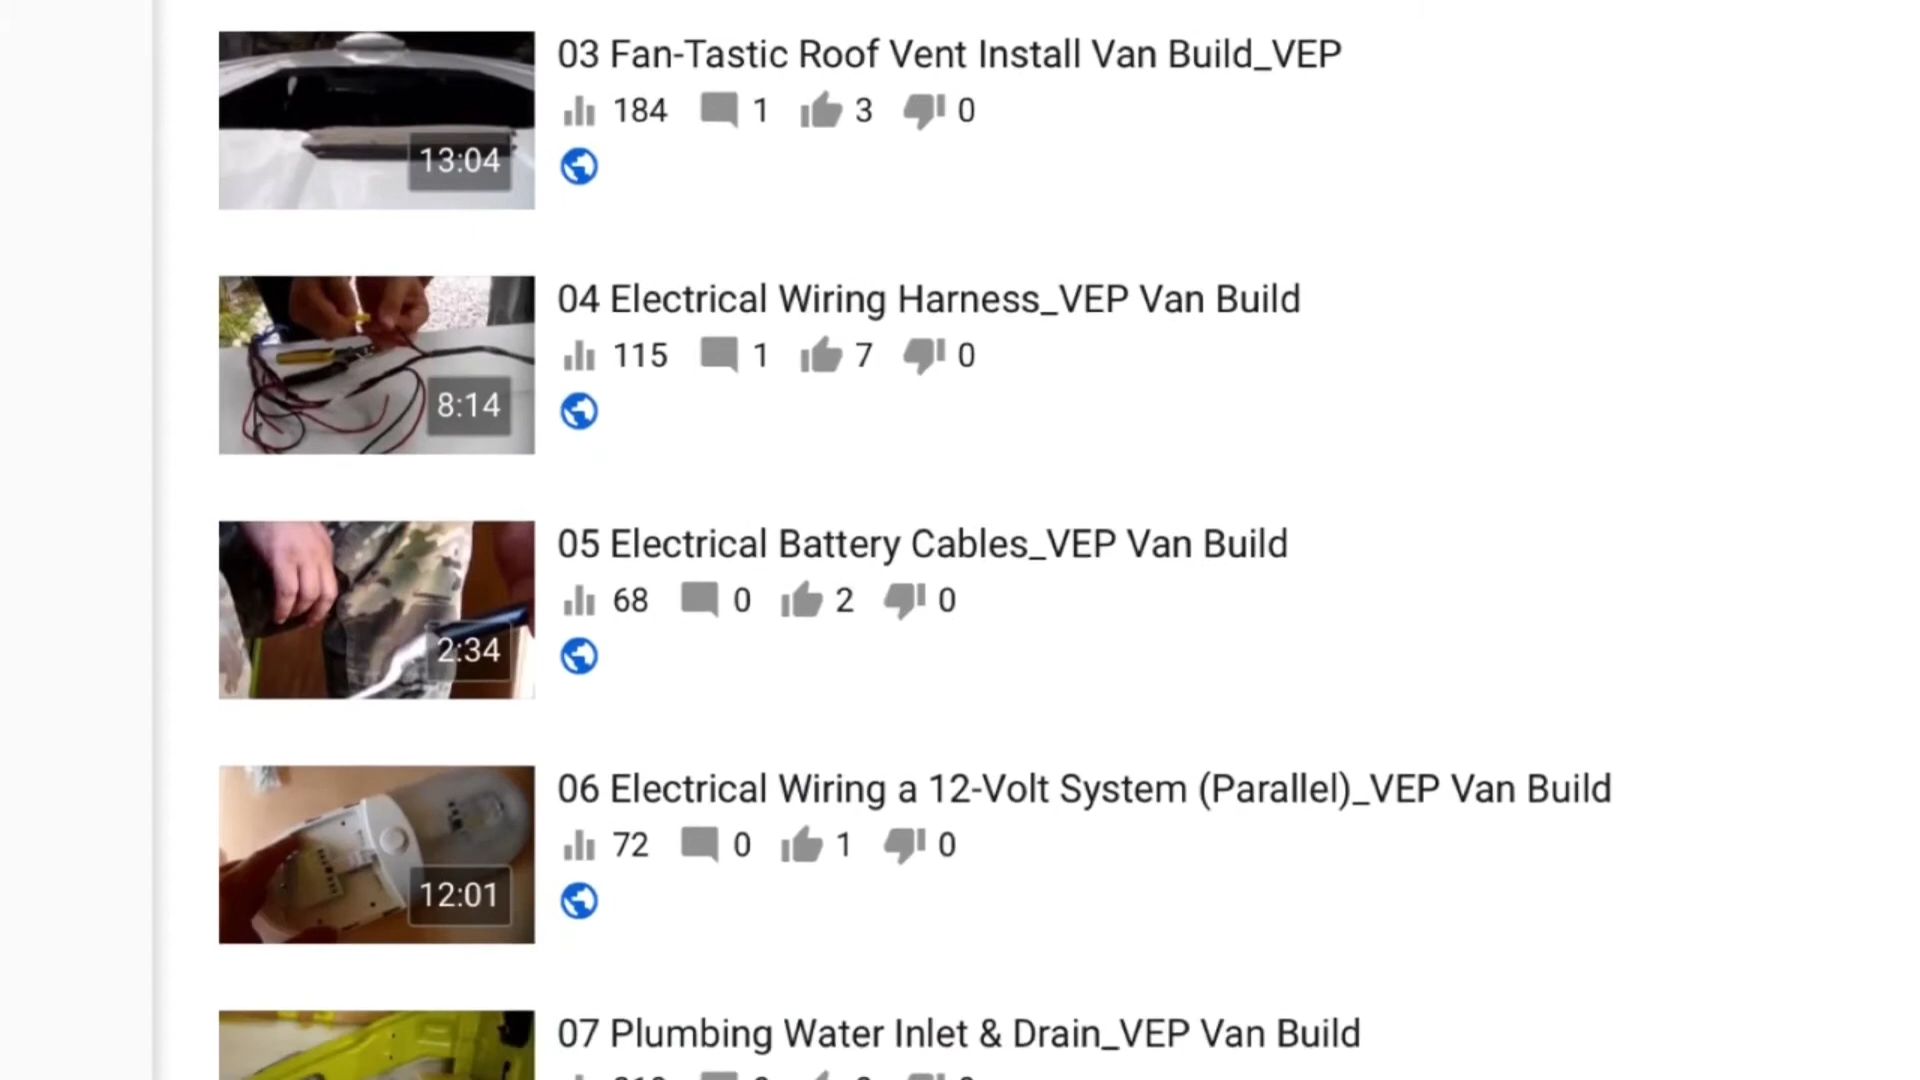 03 Fan-Tastic Roof Vent Install Van Build_VEP
184 1 3 0
13:04
04 Electrical Wiring Harness_VEP Van Build
115 1 7 0
8:14
05 Electrical Battery Cables_VEP Van Build
68 0 2 0
2:34
06 Electrical Wiring a 12-Volt System (Parallel)_VEP Van Build
72 0 1 0
12:01
07 Plumbing Water Inlet & Drain_VEP Van Build